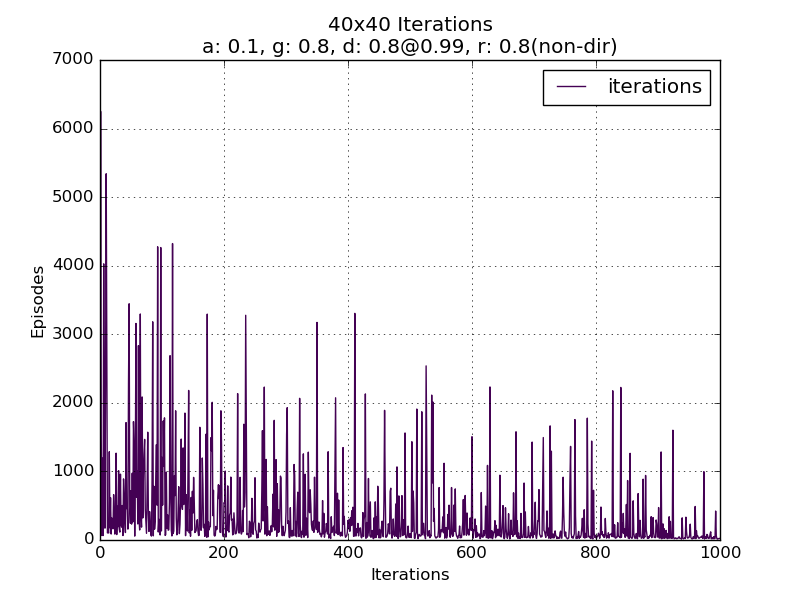 40x40 Iterations
a: 0.1, g: 0.8, d: 0.8@0.99, r: 0.8(non-dir)
iterations
7000
6000
5000
4000
3000
2000
1000
0
Episodes
0
200
400
600
800
1000
Iterations